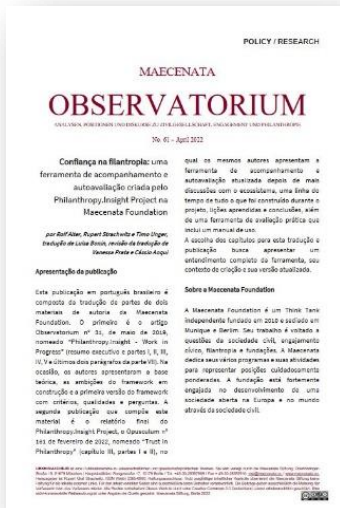 POLICY / RESEARCH
MAECENATA
OBSERVATORIUM
ANALYSEN, POSITIONEN UND DISKURSE ZU ZIVILGESELLSCHAFT, ENGAGEMENT UND PHILANTHROPIE
No. 61 – April 2022
Confiança na filantropia: uma
ferramenta de acompanhamento e
autoavaliação criada pelo
Philanthropy.Insight Project na
Maecenata Foundation
por Rolf Alter, Rupert Strachwitz e Timo Unger,
tradução de Luisa Bonin, revisão da tradução de
Vanessa Prata e Cássio Aoqui
Apresentação da publicação
Esta publicação em português brasileiro é
composta da tradução de partes de dois
materiais de autoria da Maecenata
Foundation. O primeiro é o artigo
Observatorium nº 31, de maio de 2018,
nomeado "Philanthropy.Insight - Work in
Progress" (resumo executivo e partes I, II, III,
IV, V e últimos dois parágrafos da parte VII). Na
ocasião, os autores apresentaram a base
teórica, as ambições do framework em
construção e a primeira versão do framework
com critérios, qualidades e perguntas. A
segunda publicação que compõe este
material é o relatório final do
Philanthropy.Insight Project, o Opusculum nº
161 de fevereiro de 2022, nomeado "Trust in
Philanthropy" (capítulo III, partes I e II), no
qual os mesmos autores apresentam a
ferramenta de acompanhamento e
autoavaliação atualizada depois de mais
discussões com o ecossistema, uma linha do
tempo de tudo o que foi construído durante o
projeto, lições aprendidas e conclusões, além
de uma ferramenta de avaliação prática que
inclui um manual de uso.
A escolha dos capítulos para esta tradução e
publicação busca apresentar um
entendimento completo da ferramenta, seu
contexto de criação e sua versão atualizada.
Sobre a Maecenata Foundation
A Maecenata Foundation é um Think Tank
independente fundado em 2010 e sediado em
Munique e Berlim. Seu trabalho é voltado a
questões da sociedade civil, engajamento
cívico, filantropia e fundações. A Maecenata
dedica seus vários programas e suas atividades
para representar posições cuidadosamente
ponderadas. A fundação está fortemente
engajada no desenvolvimento de uma
sociedade aberta na Europa e no mundo
através da sociedade civil.